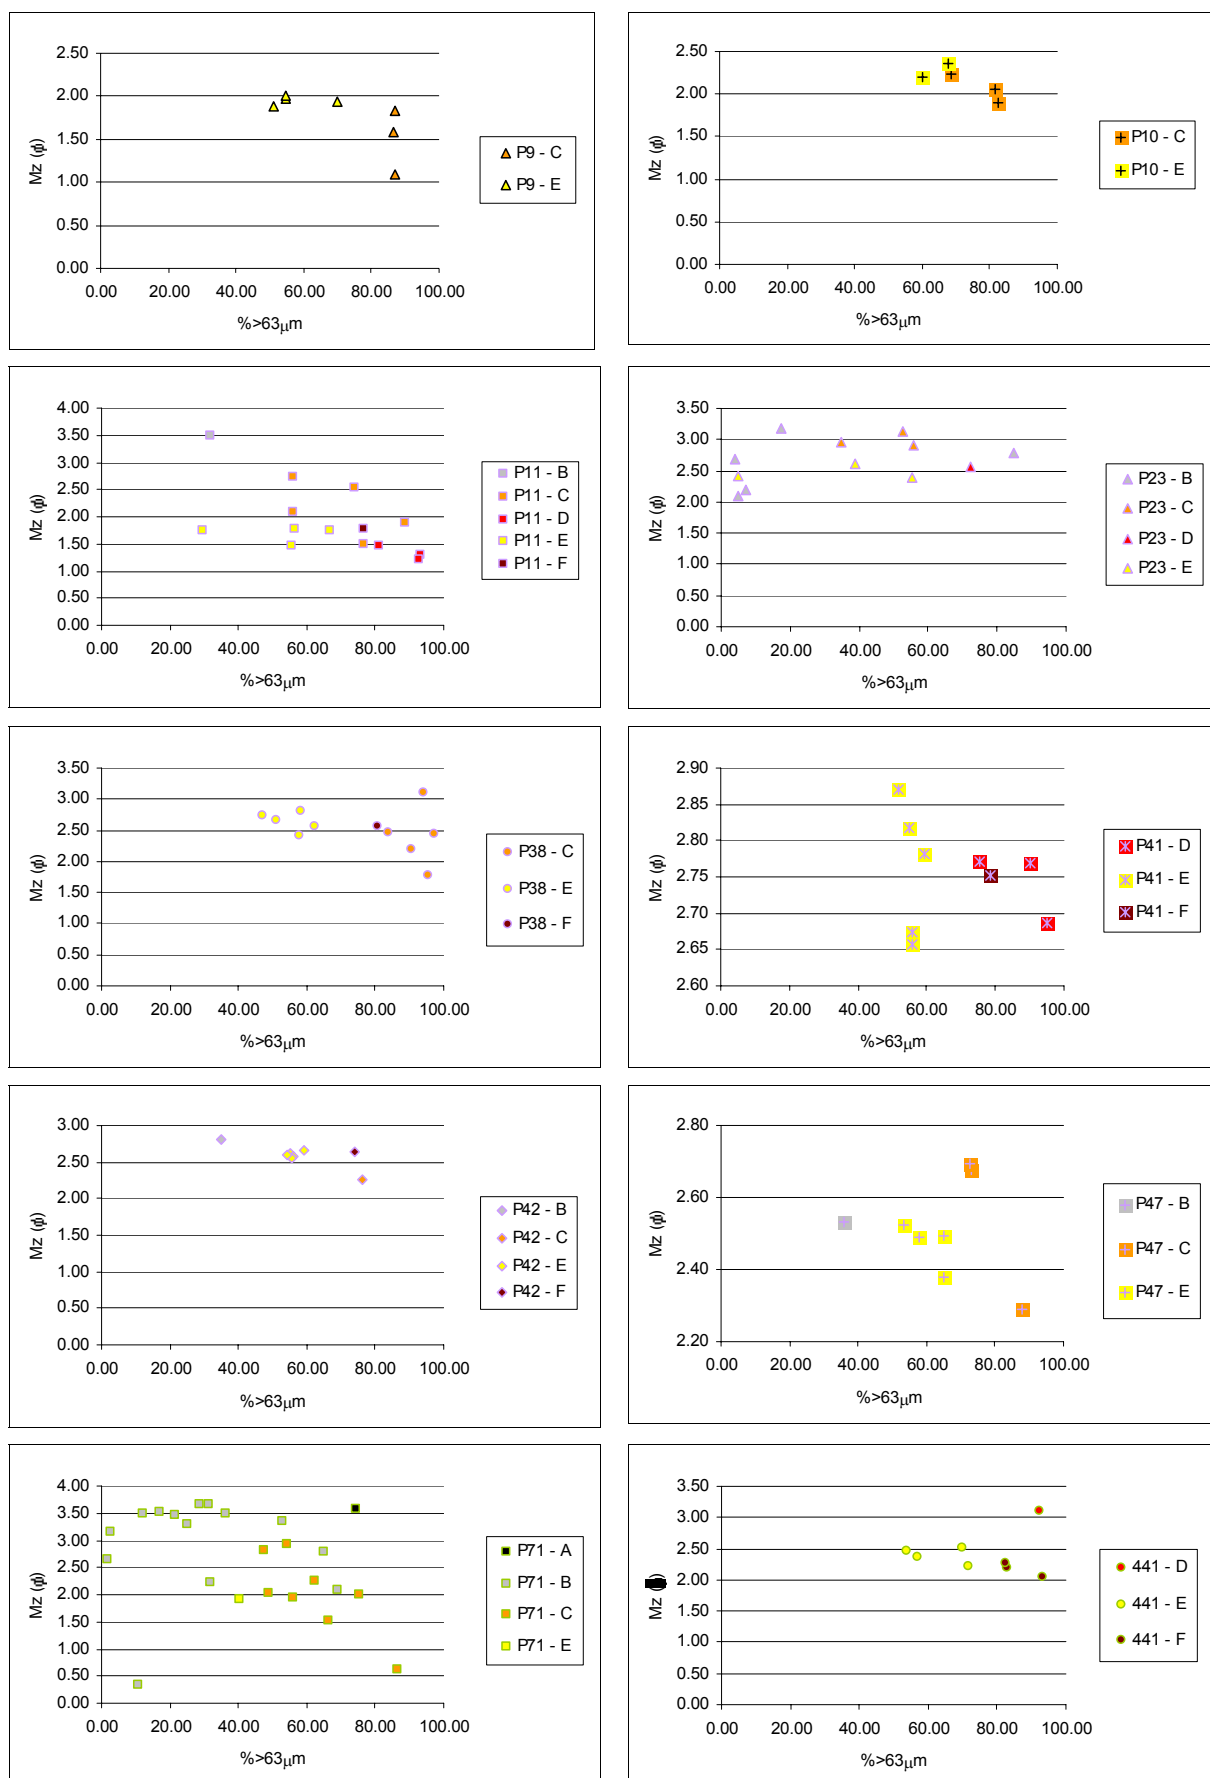 2.50
2.00
1.50
1.00
0.50
0.00
Mz (ϕ)
0.00 20.00 40.00 60.00 80.00 100.00
%>63μm
P9 - C
P9 - E
2.50
2.00
1.50
1.00
0.50
0.00
Mz (ϕ)
0.00 20.00 40.00 60.00 80.00 100.00
%>63μm
P10 - C
P10 - E
4.00
3.50
3.00
2.50
2.00
1.50
1.00
0.50
0.00
Mz (ϕ)
0.00 20.00 40.00 60.00 80.00 100.00
%>63μm
P11 - B
P11 - C
P11 - D
P11 - E
P11 - F
3.50
3.00
2.50
2.00
1.50
1.00
0.50
0.00
Mz (ϕ)
0.00 20.00 40.00 60.00 80.00 100.00
%>63μm
P23 - B
P23 - C
P23 - D
P23 - E
3.50
3.00
2.50
2.00
1.50
1.00
0.50
0.00
Mz (ϕ)
0.00 20.00 40.00 60.00 80.00 100.00
%>63μm
P38 - C
P38 - E
P38 - F
2.90
2.85
2.80
2.75
2.70
2.65
2.60
Mz (ϕ)
0.00 20.00 40.00 60.00 80.00 100.00
%>63μm
P41 - D
P41 - E
P41 - F
3.00
2.50
2.00
1.50
1.00
0.50
0.00
Mz (ϕ)
0.00 20.00 40.00 60.00 80.00 100.00
%>63μm
P42 - B
P42 - C
P42 - E
P42 - F
2.80
2.60
2.40
2.20
Mz (ϕ)
0.00 20.00 40.00 60.00 80.00 100.00
%>63μm
P47 - B
P47 - C
P47 - E
4.00
3.50
3.00
2.50
2.00
1.50
1.00
0.50
0.00
Mz (ϕ)
0.00 20.00 40.00 60.00 80.00 100.00
%>63μm
P71 - A
P71 - B
P71 - C
P71 - E
3.50
3.00
2.50
2.00
1.50
1.00
0.50
0.00
Mz
0.00 20.00 40.00 60.00 80.00 100.00
%>63μm
441 - D
441 - E
441 - F